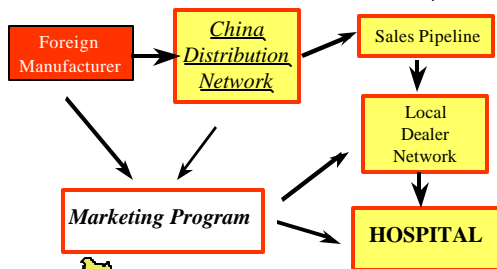 Foreign
Manufacturer
China
Distribution
Network
Sales Pipeline
Local
Dealer
Network
Marketing Program
HOSPITAL